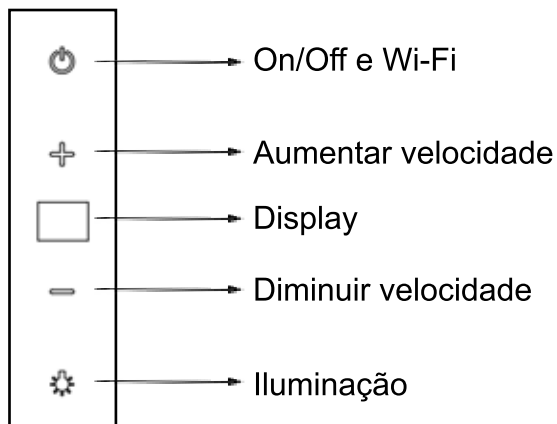 On/Off e Wi-Fi
Aumentar velocidade
Display
Diminuir velocidade
Iluminação